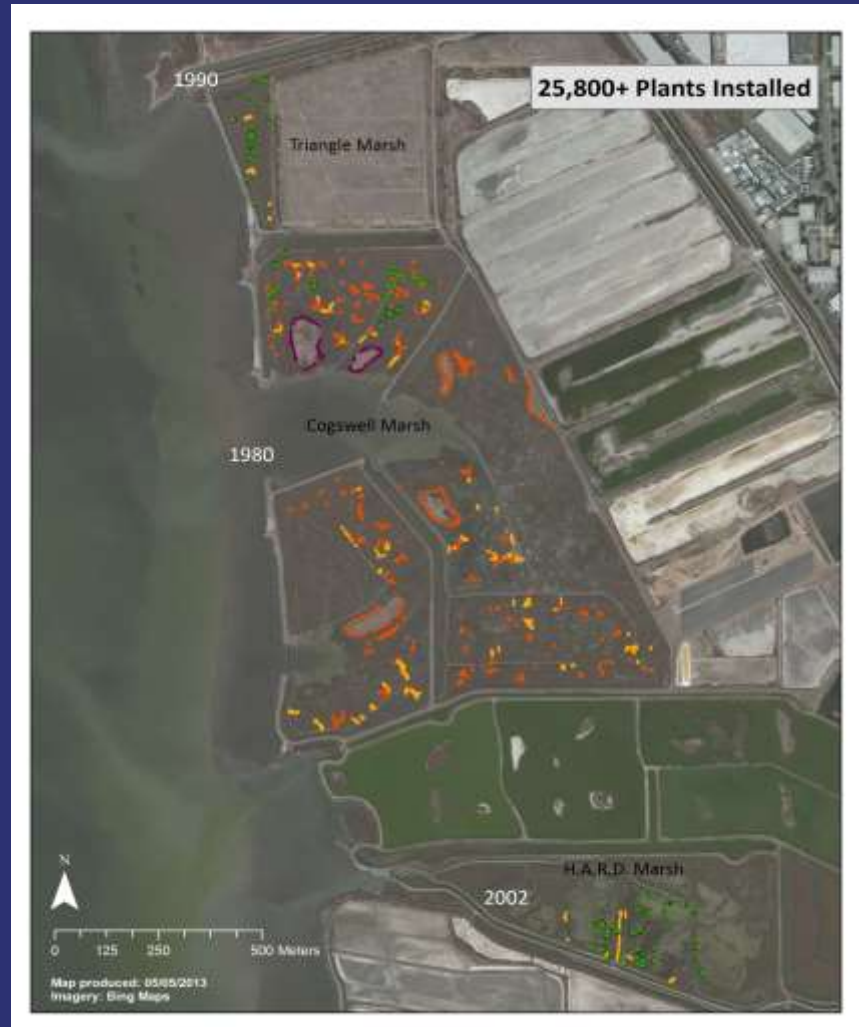 1990
25,800+ Plants Installed
Triangle Marsh
Cogswell Marsh
1980
H.A.R.D. Marsh
2002
N
0 125 250 500 Meters
Map produced: 05/05/2013
Imagery: Bing Maps